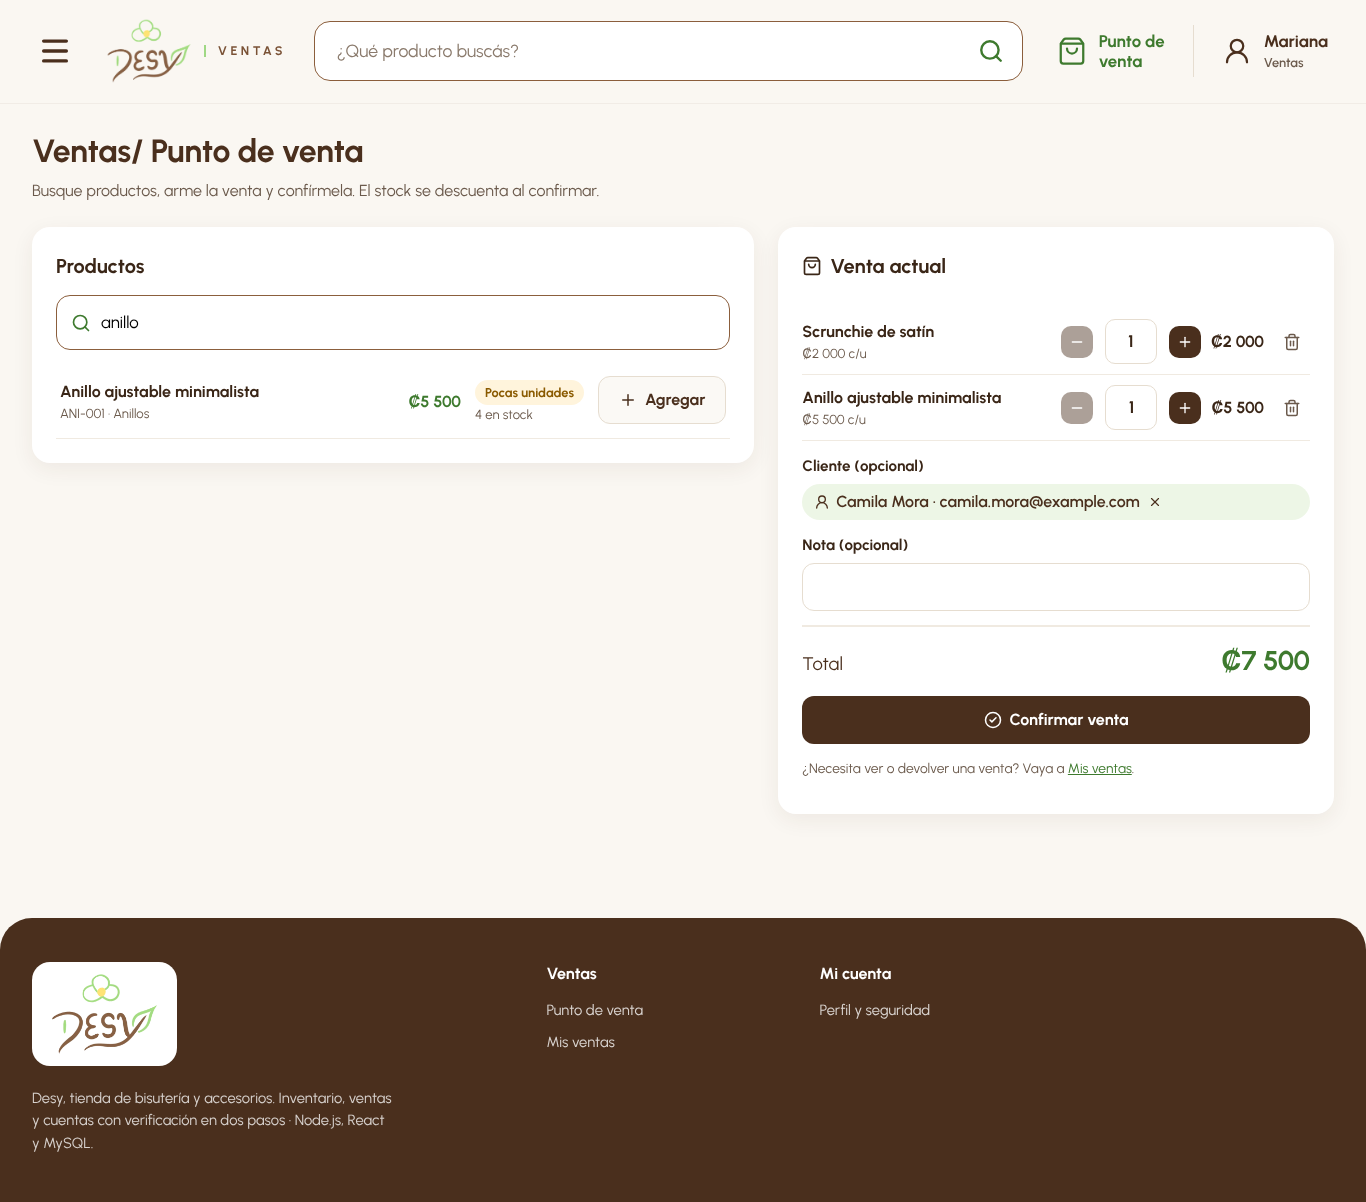 DESY
VENTAS
¿Qué producto buscás?
Punto de
venta
Mariana
Ventas
Ventas/ Punto de venta
Busque productos, arme la venta y confírmela. El stock se descuenta al confirmar.
Productos
anillo
Anillo ajustable minimalista
ANI-001 · Anillos
₡5 500
Pocas unidades
4 en stock
Agregar
Venta actual
Scrunchie de satín
₡2 000 c/u
1
₡2 000
Anillo ajustable minimalista
₡5 500 c/u
1
₡5 500
Cliente (opcional)
Camila Mora · camila.mora@example.com
Nota (opcional)
Total
₡7 500
Confirmar venta
¿Necesita ver o devolver una venta? Vaya a Mis ventas.
DESY
Desy, tienda de bisutería y accesorios. Inventario, ventas
y cuentas con verificación en dos pasos · Node.js, React
y MySQL.
Ventas
Punto de venta
Mis ventas
Mi cuenta
Perfil y seguridad